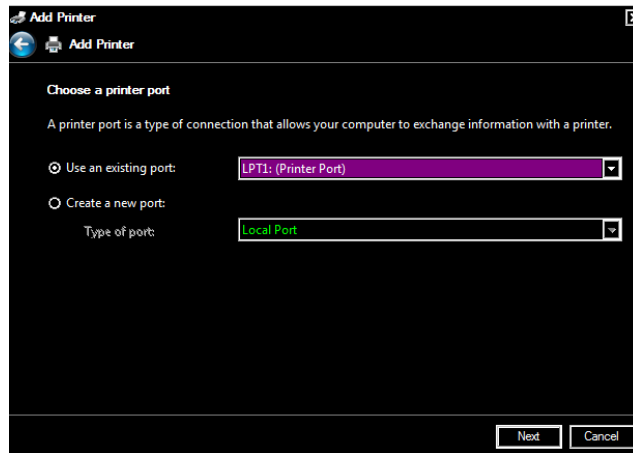 Add Printer
Add Printer
Choose a printer port
A printer port is a type of connection that allows your computer to exchange information with a printer.
Use an existing port: LPT1: (Printer Port)
Create a new port:
Type of port: Local Port
Next Cancel